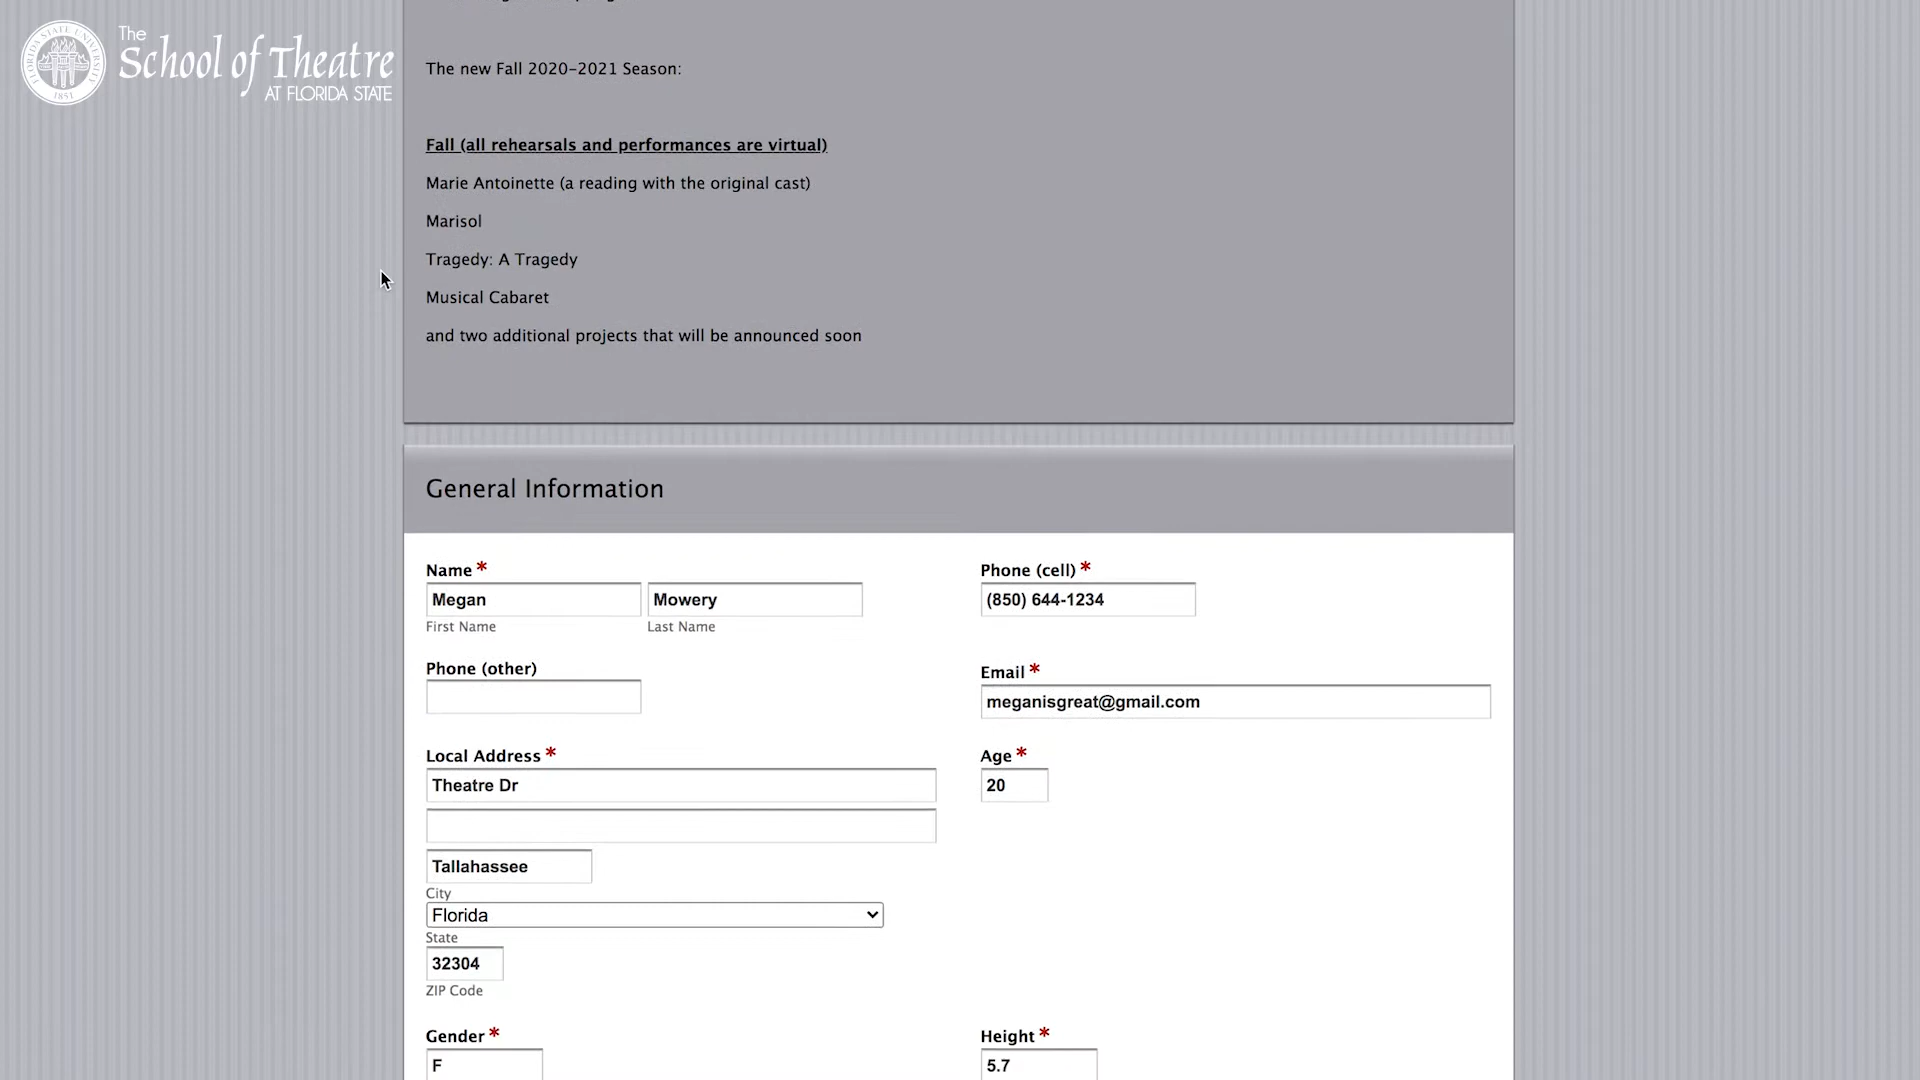 The
School of Theatre
AT FLORIDA STATE
FLORIDA STATE UNIVERSITY
1851
The new Fall 2020-2021 Season:
Fall (all rehearsals and performances are virtual)
Marie Antoinette (a reading with the original cast)
Marisol
Tragedy: A Tragedy
Musical Cabaret
and two additional projects that will be announced soon
General Information
Name * Phone (cell) *
Megan Mowery (850) 644-1234
First Name Last Name
Phone (other) Email *
meganisgreat@gmail.com
Local Address * Age *
Theatre Dr 20
Tallahassee
City
Florida
State
32304
ZIP Code
Gender * Height *
F 5.7